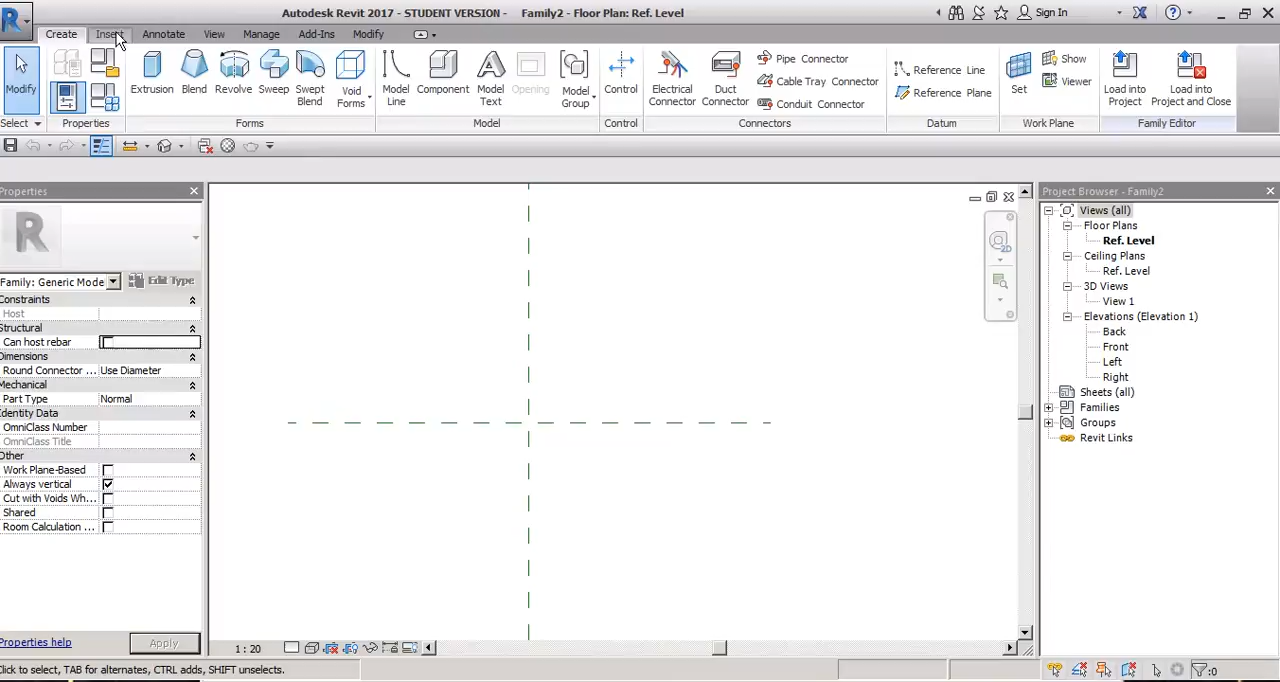 Autodesk Revit 2017 - STUDENT VERSION - Family2 - Floor Plan: Ref. Level
Sign In
Create Insert Annotate View Manage Add-Ins Modify
Modify
Extrusion Blend Revolve Sweep Swept Blend Void Forms
Model Line Component Model Text Opening Model Group
Control
Electrical Connector Duct Connector
Pipe Connector
Cable Tray Connector
Conduit Connector
Reference Line
Reference Plane
Set Show
Viewer
Load into Project Load into Project and Close
Select Properties Forms Model Control Connectors Datum Work Plane Family Editor
Properties
R
Family: Generic Mode Edit Type
Constraints
Host
Structural
Can host rebar
Dimensions
Round Connector ... Use Diameter
Mechanical
Part Type Normal
Identity Data
OmniClass Number
OmniClass Title
Other
Work Plane-Based
Always vertical
Cut with Voids Wh...
Shared
Room Calculation ...
Properties help Apply
2D
Project Browser - Family2
Views (all)
Floor Plans
Ref. Level
Ceiling Plans
Ref. Level
3D Views
View 1
Elevations (Elevation 1)
Back
Front
Left
Right
Sheets (all)
Families
Groups
Revit Links
1 : 20
Click to select, TAB for alternates, CTRL adds, SHIFT unselects.
:0